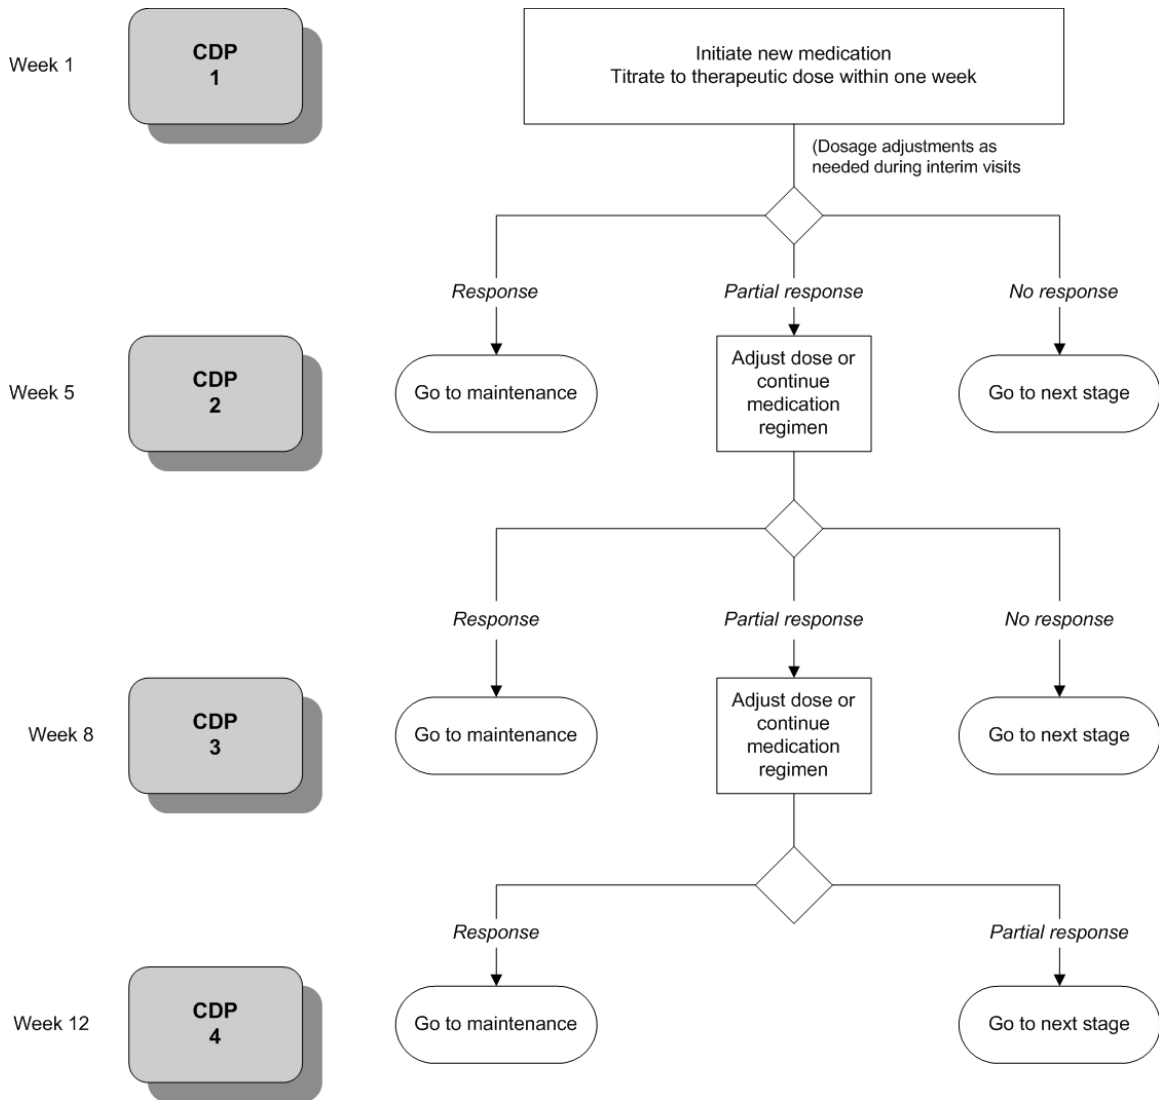 Week 1
CDP
1
Initiate new medication
Titrate to therapeutic dose within one week
(Dosage adjustments as
needed during interim visits
Response
Partial response
No response
Week 5
CDP
2
Go to maintenance
Adjust dose or
continue
medication
regimen
Go to next stage
Response
Partial response
No response
Week 8
CDP
3
Go to maintenance
Adjust dose or
continue
medication
regimen
Go to next stage
Response
Partial response
Week 12
CDP
4
Go to maintenance
Go to next stage